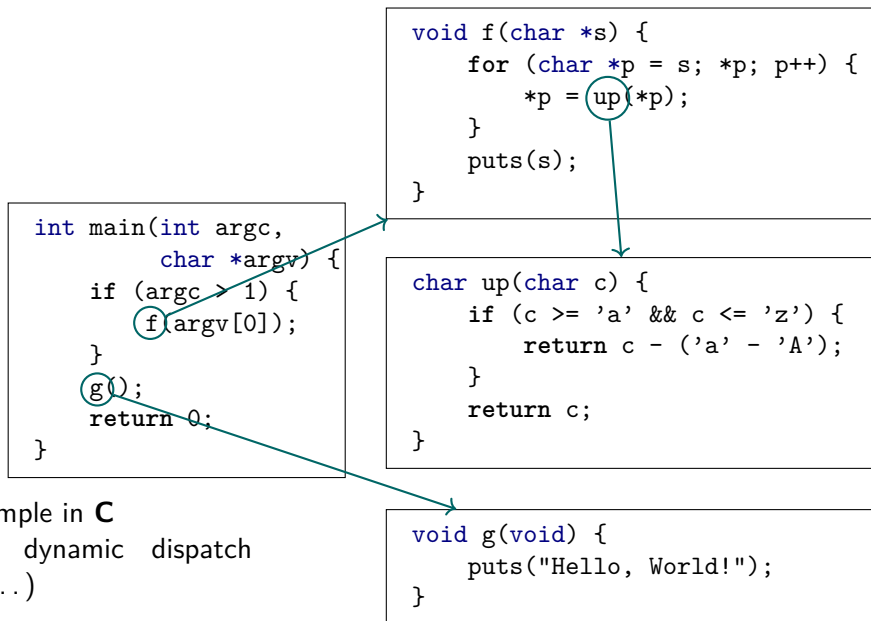 void f(char *s) {
for (char *p = s; *p; p++) {
*p = up(*p);
}
puts(s);
}
int main(int argc,
char *argv) {
if (argc > 1) {
f(argv[0]);
}
g();
return 0;
}
char up(char c) {
if (c >= 'a' && c <= 'z') {
return c - ('a' - 'A');
}
return c;
}
mple in C
dynamic dispatch
..)
void g(void) {
puts("Hello, World!");
}